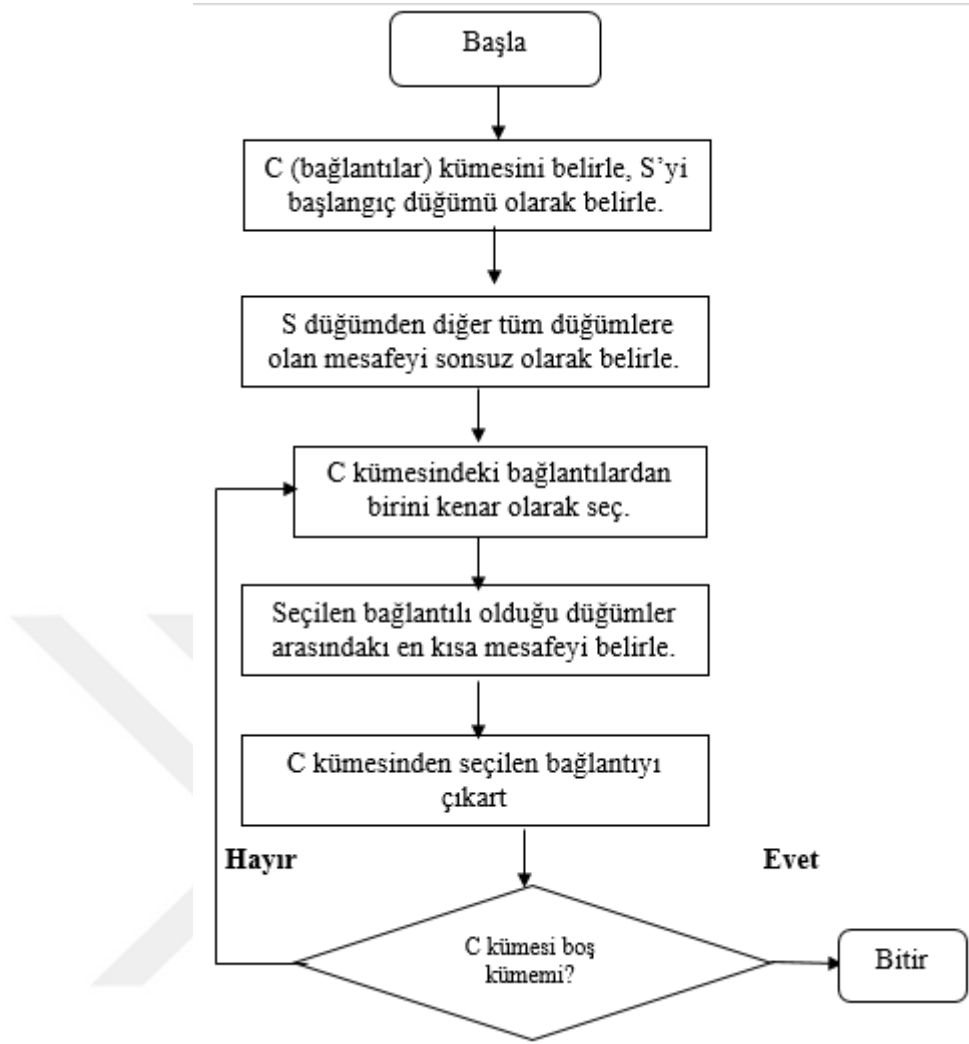 Başla
C (bağlantılar) kümesini belirle, S’yi
başlangıç düğümü olarak belirle.
S düğümden diğer tüm düğümlere
olan mesafeyi sonsuz olarak belirle.
C kümesindeki bağlantılardan
birini kenar olarak seç.
Seçilen bağlantılı olduğu düğümler
arasındakı en kısa mesafeyi belirle.
C kümesinden seçilen bağlantıyı
çıkart
Hayır
Evet
C kümesi boş
kümemi?
Bitir